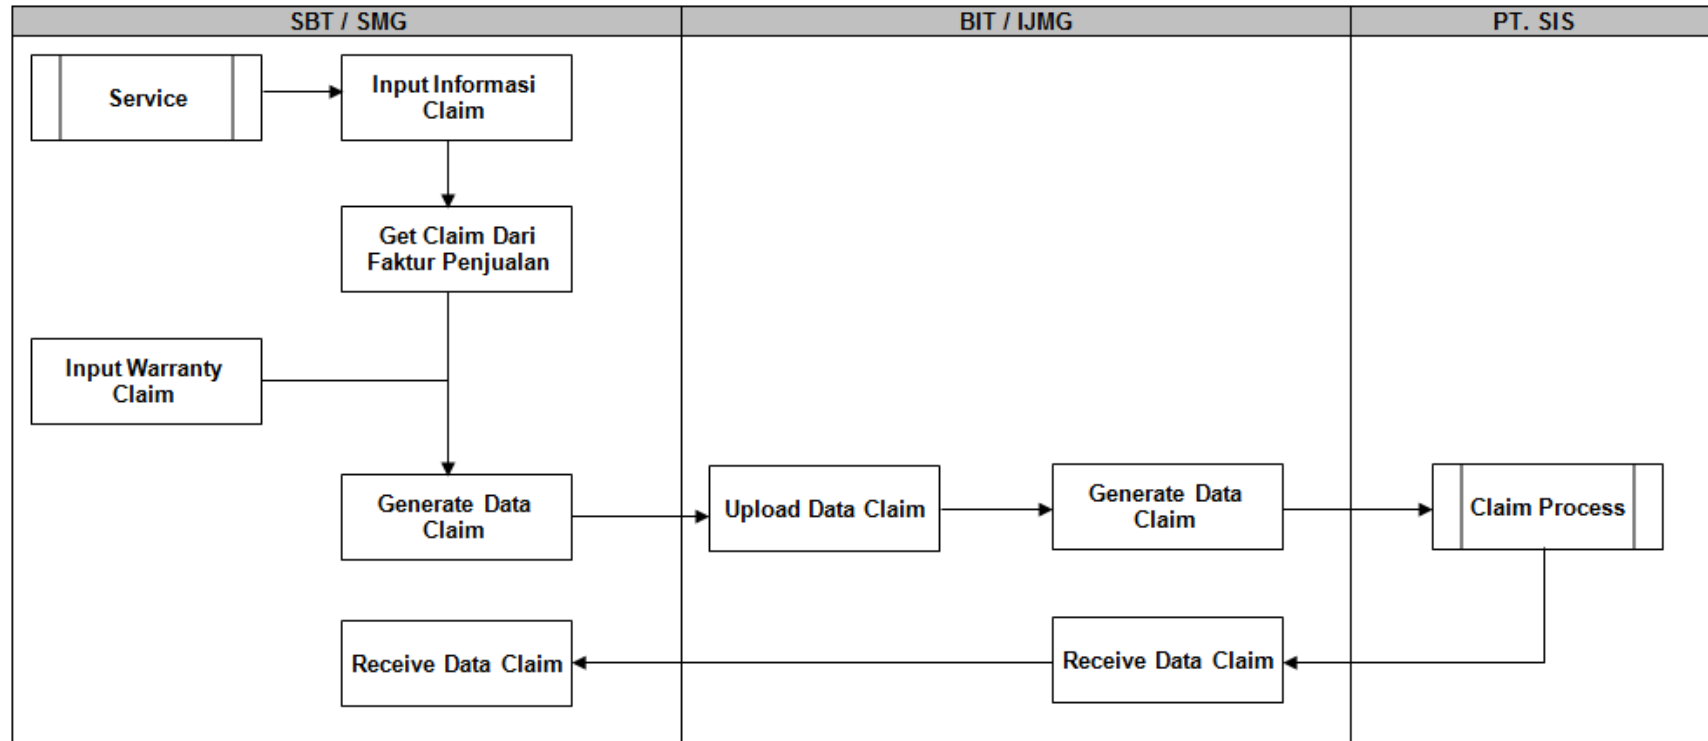 SBT / SMG
BIT / IJMG
PT. SIS
Service
Input Informasi
Claim
Get Claim Dari
Faktur Penjualan
Input Warranty
Claim
Generate Data
Claim
Upload Data Claim
Generate Data
Claim
Claim Process
Receive Data Claim
Receive Data Claim